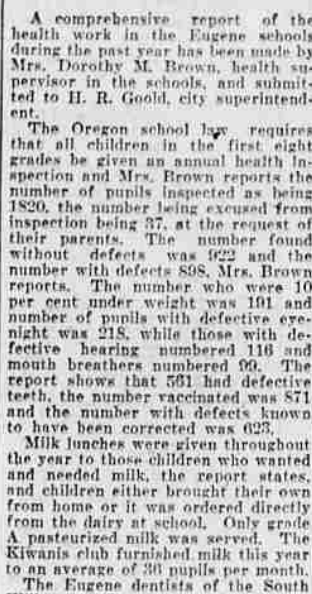 A comprehensive report of the
health work in the Eugene schools
during the past year has been made by
Mrs. Dorothy M. Brown, health su-
pervisor in the schools, and submit-
ted to H. R. Goold, city superintend-
ent.
The Oregon school law requires
that all children in the first eight
grades be given an annual health in-
spection and Mrs. Brown reports the
number of pupils inspected as being
1820, the number being excused from
inspection being 37, at the request of
their parents. The number found
without defects was 922 and the
number with defects 898, Mrs. Brown
reports. The number who were 10
per cent under weight was 191 and
number of pupils with defective eye-
night was 218, while those with de-
fective hearing numbered 116 and
mouth breathers numbered 99. The
report shows that 561 had defective
teeth, the number vaccinated was 871
and the number with defects known
to have been corrected was 623.
Milk lunches were given throughout
the year to those children who wanted
and needed milk, the report states,
and children either brought their own
from home or it was ordered directly
from the dairy at school. Only grade
A pasteurized milk was served. The
Kiwanis club furnished milk this year
to an average of 36 pupils per month.
The Eugene dentists of the South